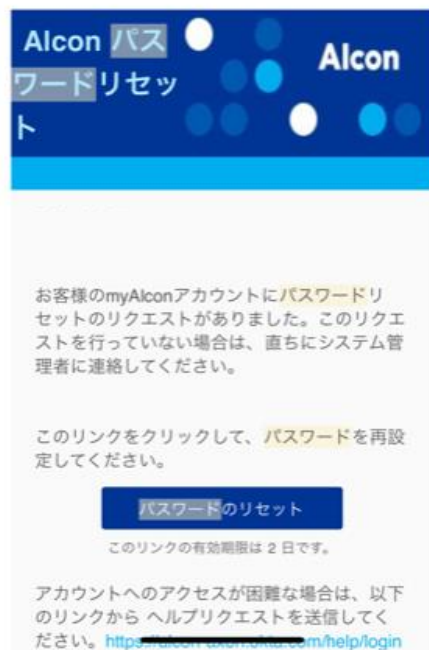 Alcon パス
ワードリセッ
ト
Alcon
お客様のmyAlconアカウントにパスワードリ
セットのリクエストがありました。このリクエ
ストを行っていない場合は、直ちにシステム管
理者に連絡してください。
このリンクをクリックして、パスワードを再設
定してください。
パスワードのリセット
このリンクの有効期限は 2 日です。
アカウントへのアクセスが困難な場合は、以下
のリンクから ヘルプリクエストを送信してく
ださい。https://alcon-axon.okta.com/help/login